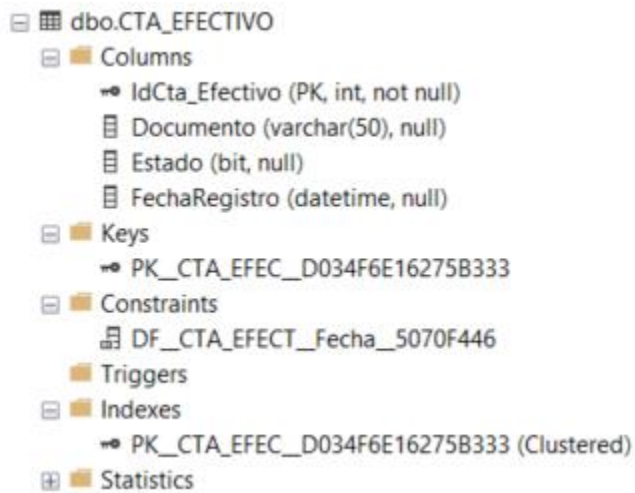 dbo.CTA_EFECTIVO
Columns
IdCta_Efectivo (PK, int, not null)
Documento (varchar(50), null)
Estado (bit, null)
FechaRegistro (datetime, null)
Keys
PK__CTA_EFEC__D034F6E16275B333
Constraints
DF__CTA_EFECT__Fecha__5070F446
Triggers
Indexes
PK__CTA_EFEC__D034F6E16275B333 (Clustered)
Statistics